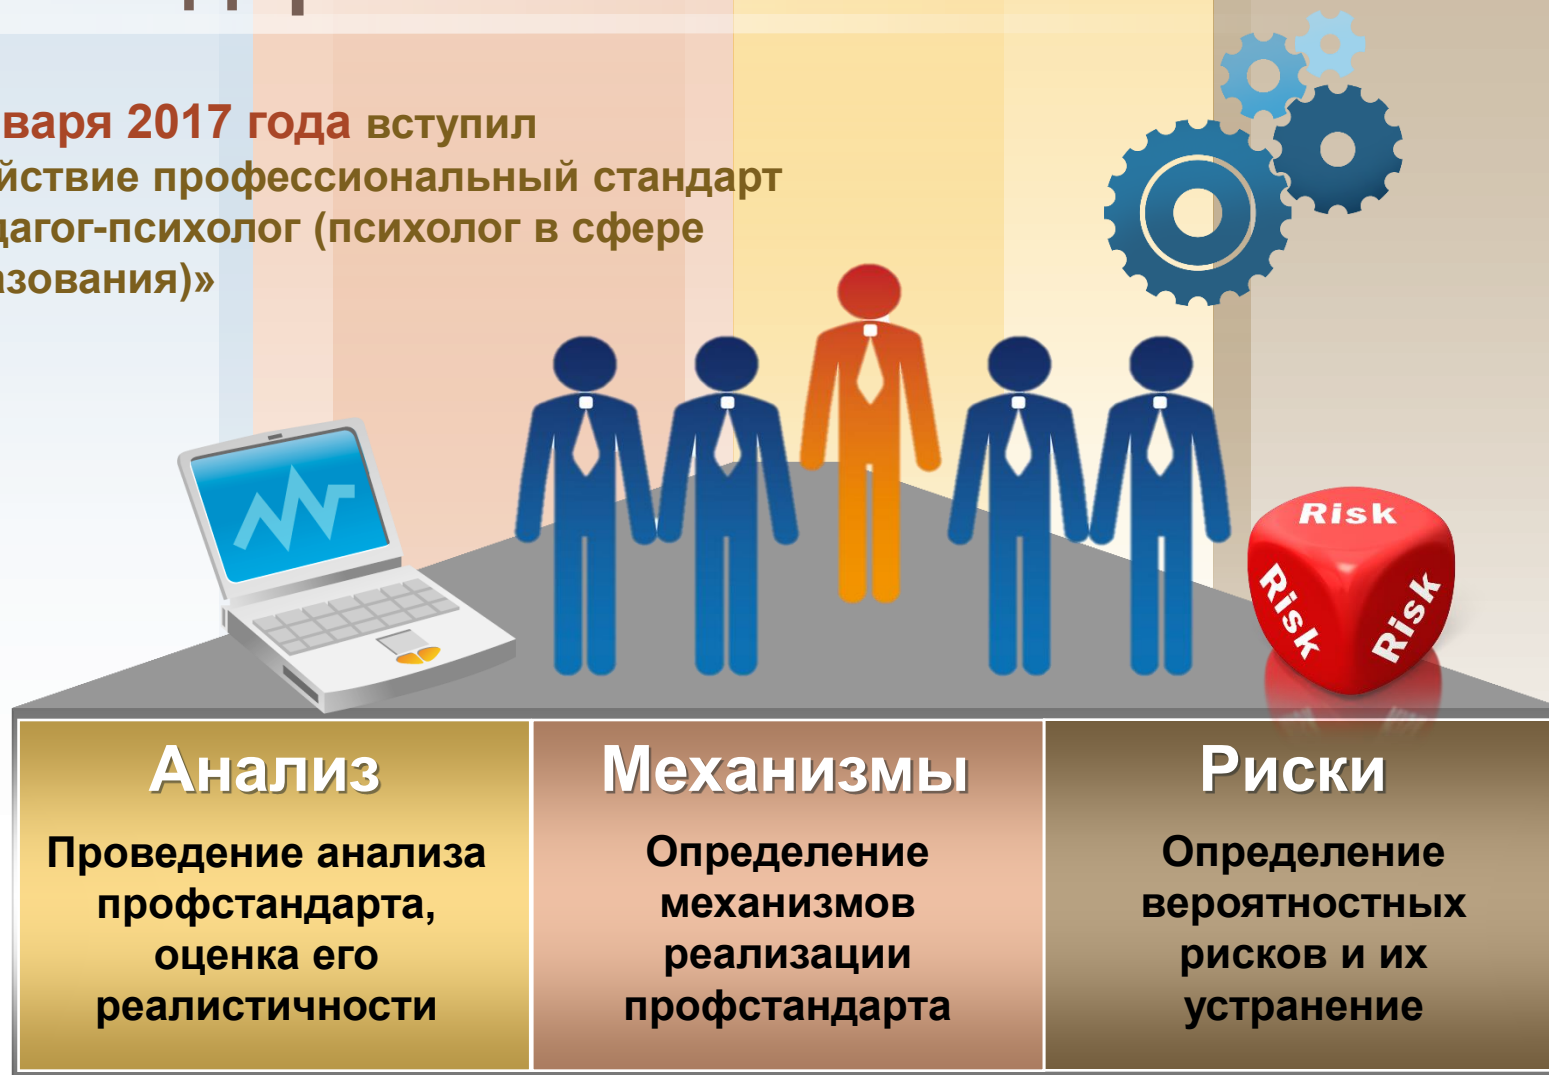 варя 2017 года вступил
йствие профессиональный стандарт
дагог-психолог (психолог в сфере
азования)»
Risk
Risk
Risk
Анализ
Проведение анализа
профстандарта,
оценка его
реалистичности
Механизмы
Определение
механизмов
реализации
профстандарта
Риски
Определение
вероятностных
рисков и их
устранение